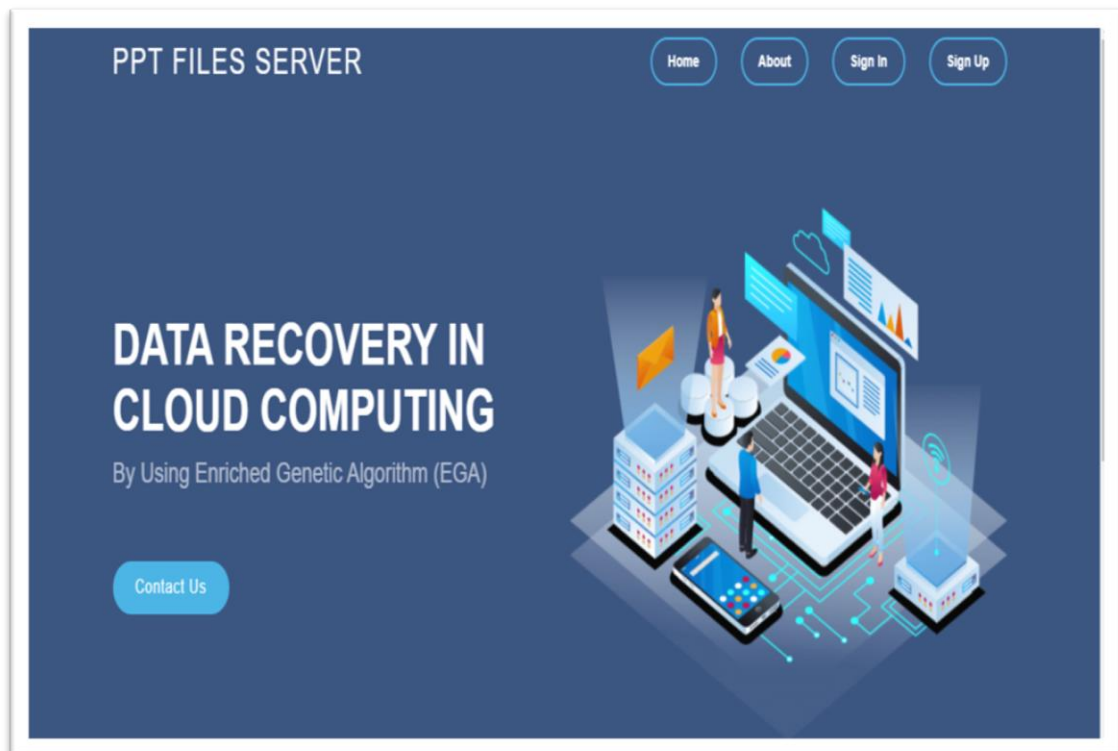 PPT FILES SERVER
Home
About
Sign In
Sign Up
DATA RECOVERY IN
CLOUD COMPUTING
By Using Enriched Genetic Algorithm (EGA)
Contact Us